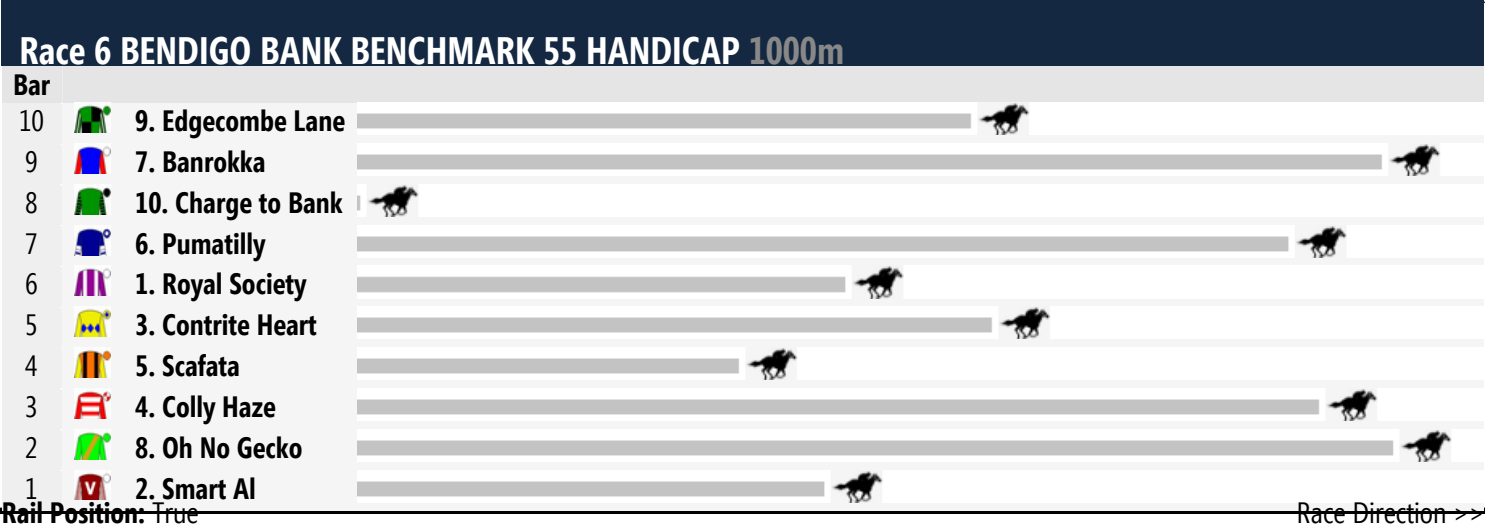 Race 6 BENDIGO BANK BENCHMARK 55 HANDICAP 1000m
Bar
10 9. Edgecombe Lane
9 7. Banrokka
8 10. Charge to Bank
7 6. Pumatilly
6 1. Royal Society
5 3. Contrite Heart
4 5. Scafata
3 4. Colly Haze
2 8. Oh No Gecko
1 V 2. Smart Al
Rail Position: True Race Direction >>